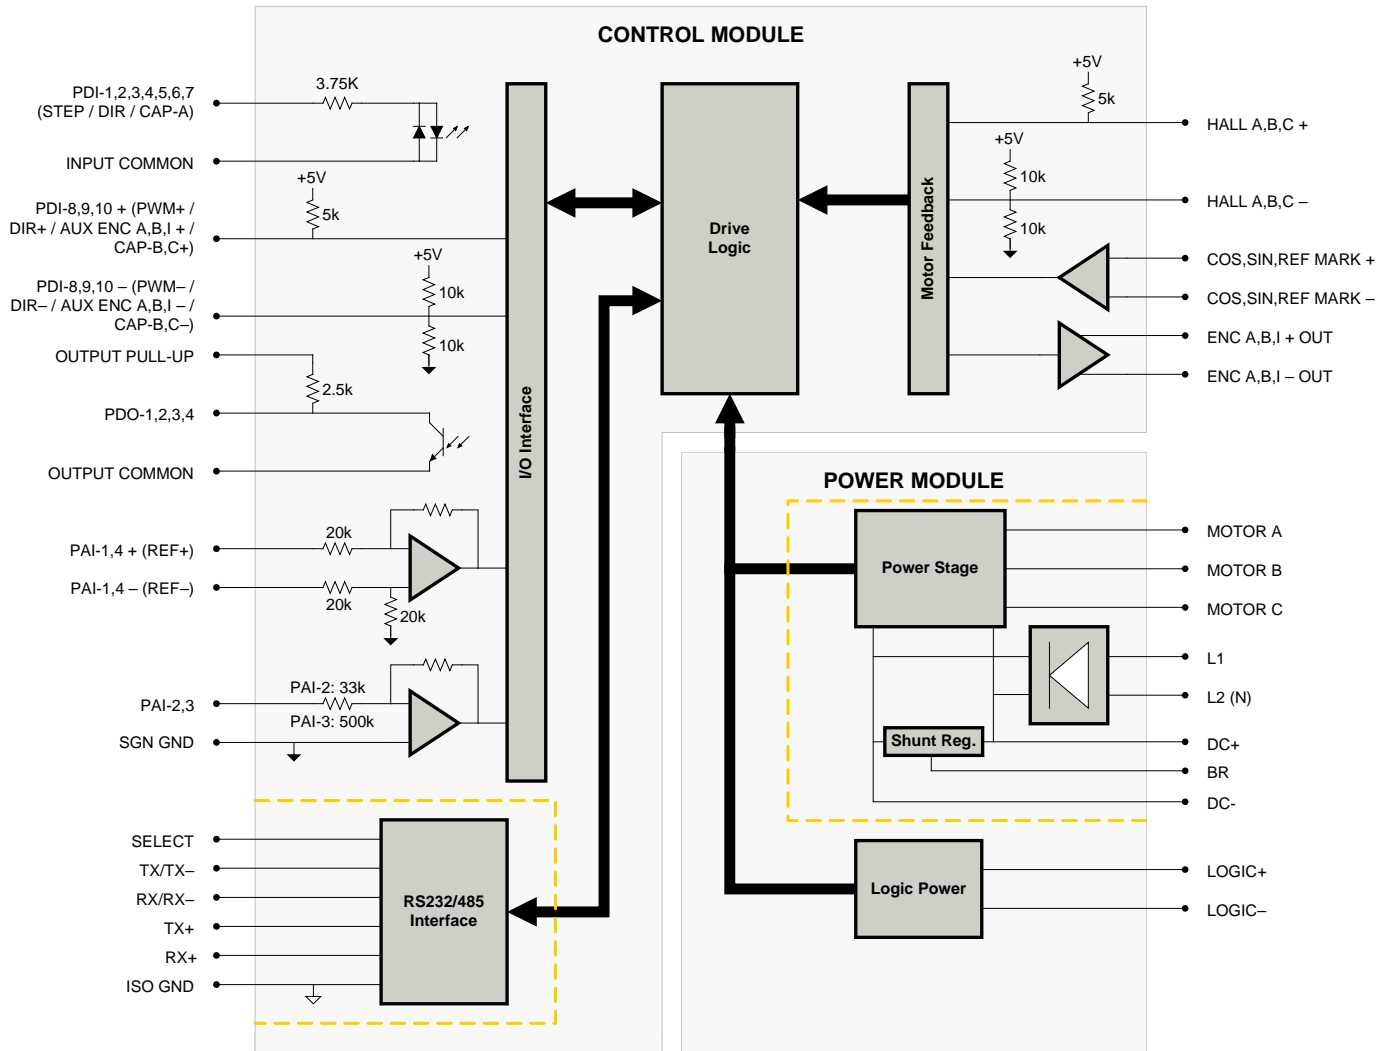 CONTROL MODULE
PDI-1,2,3,4,5,6,7
(STEP / DIR / CAP-A)
3.75K
INPUT COMMON
+5V
5k
PDI-8,9,10 + (PWM+ /
DIR+ / AUX ENC A,B,I + /
CAP-B,C+)
+5V
10k
10k
PDI-8,9,10 – (PWM– /
DIR– / AUX ENC A,B,I – /
CAP-B,C–)
OUTPUT PULL-UP
2.5k
PDO-1,2,3,4
OUTPUT COMMON
PAI-1,4 + (REF+)
20k
PAI-1,4 – (REF–)
20k
20k
PAI-2,3
PAI-2: 33k
PAI-3: 500k
SGN GND
I/O Interface
SELECT
TX/TX–
RX/RX–
TX+
RX+
ISO GND
RS232/485
Interface
Drive
Logic
Motor Feedback
+5V
5k
HALL A,B,C +
+5V
10k
10k
HALL A,B,C –
COS,SIN,REF MARK +
COS,SIN,REF MARK –
ENC A,B,I + OUT
ENC A,B,I – OUT
POWER MODULE
Power Stage
MOTOR A
MOTOR B
MOTOR C
L1
L2 (N)
Shunt Reg.
DC+
BR
DC-
Logic Power
LOGIC+
LOGIC–